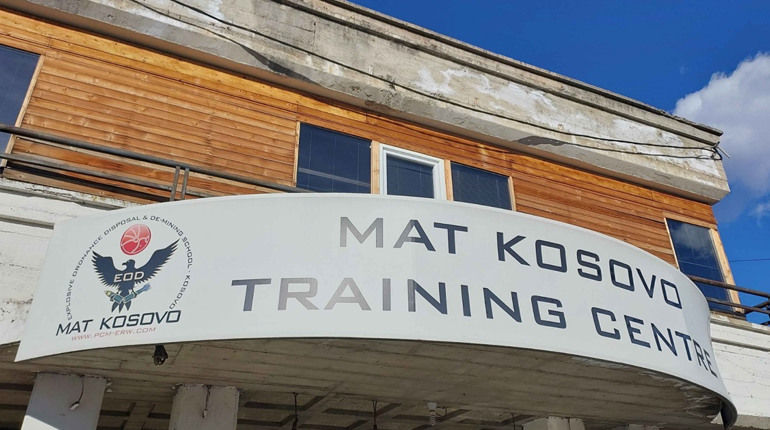 EXPLOSIVE ORDNANCE DISPOSAL & DE-MINING SCHOOL - KOSOVO
EOD
MAT KOSOVO
WWW.PCM-ERW.COM
MAT KOSOVO
TRAINING CENTRE